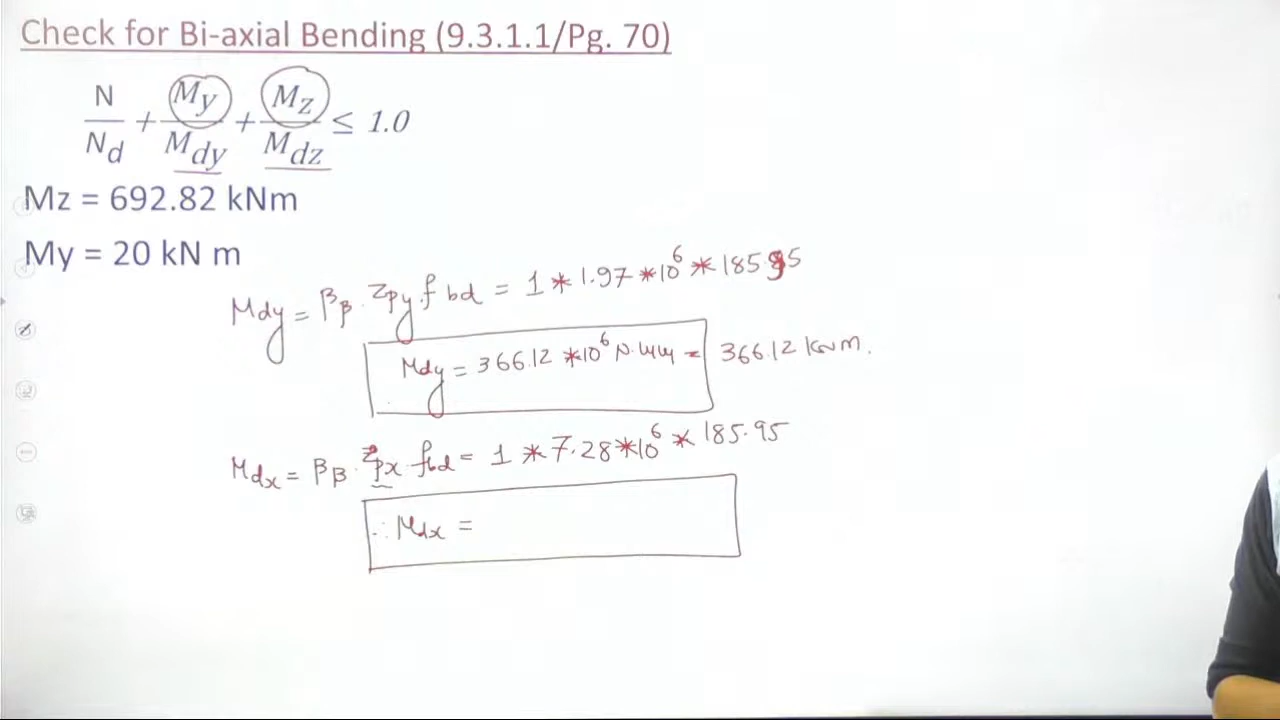 Check for Bi-axial Bending (9.3.1.1/Pg. 70)
N/Nd + My/Mdy + Mz/Mdz ≤ 1.0
Mz = 692.82 kNm
My = 20 kN m
Mdy = βB · Zpy · fbd = 1 * 1.97 * 10^6 * 185.95
Mdy = 366.12 * 10^6 N.mm = 366.12 kNm.
Mdx = βB · Zpx · fbd = 1 * 7.28 * 10^6 * 185.95
∴ Mdx =